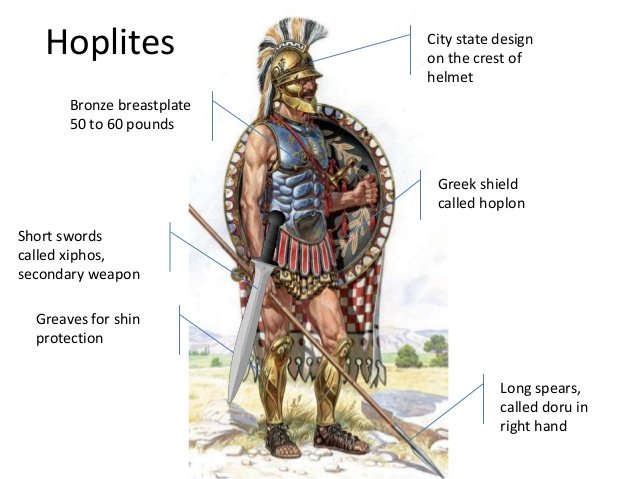 Hoplites
City state design
on the crest of
helmet
Bronze breastplate
50 to 60 pounds
Greek shield
called hoplon
Short swords
called xiphos,
secondary weapon
Greaves for shin
protection
Long spears,
called doru in
right hand